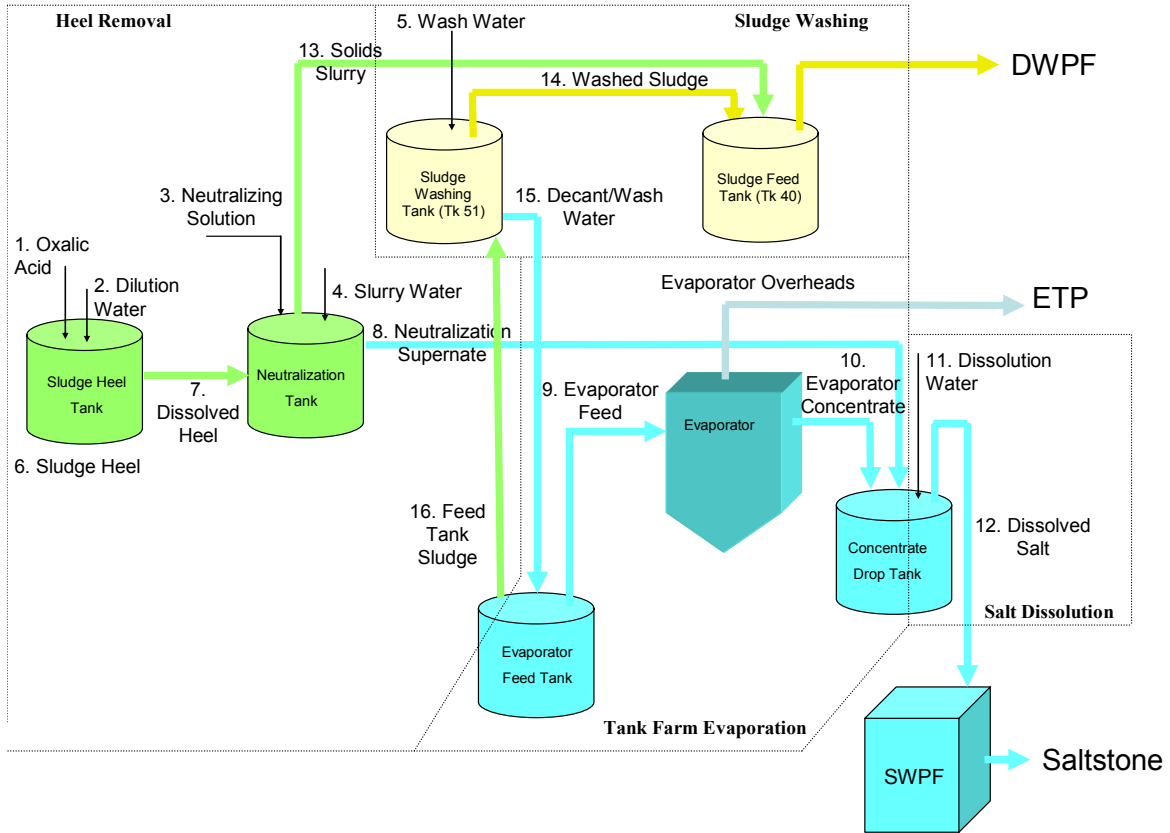 Heel Removal
Sludge Washing
5. Wash Water
13. Solids
Slurry
14. Washed Sludge
DWPF
Sludge
Washing
Tank (Tk 51)
Sludge Feed
Tank (Tk 40)
3. Neutralizing
Solution
15. Decant/Wash
Water
1. Oxalic
Acid
2. Dilution
Water
4. Slurry Water
Evaporator Overheads
ETP
8. Neutralization
Supernate
Sludge Heel
Tank
Neutralization
Tank
7.
Dissolved
Heel
6. Sludge Heel
9. Evaporator
Feed
Evaporator
10.
Evaporator
Concentrate
11. Dissolution
Water
16. Feed
Tank
Sludge
Concentrate
Drop Tank
12. Dissolved
Salt
Salt Dissolution
Evaporator
Feed Tank
Tank Farm Evaporation
SWPF
Saltstone